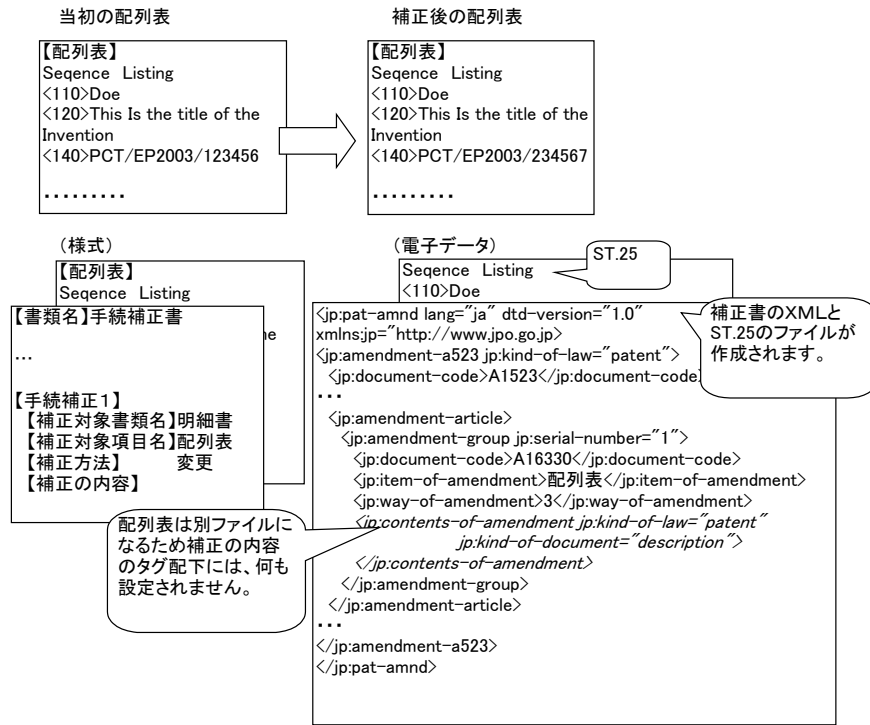 当初の配列表
【配列表】
Seqence Listing
<110>Doe
<120>This Is the title of the
Invention
<140>PCT/EP2003/123456
・・・・・・・・・
補正後の配列表
【配列表】
Seqence Listing
<110>Doe
<120>This Is the title of the
Invention
<140>PCT/EP2003/234567
・・・・・・・・・
（様式）
【配列表】
Seqence Listing
ne
【書類名】手続補正書
…
【手続補正１】
【補正対象書類名】明細書
【補正対象項目名】配列表
【補正方法】 変更
【補正の内容】
配列表は別ファイルに
なるため補正の内容
のタグ配下には、何も
設定されません。
（電子データ）
Seqence Listing
<110>Doe
ST.25
補正書のXMLと
ST.25のファイルが
作成されます。
<jp:pat-amnd lang="ja" dtd-version="1.0"
xmlns:jp="http://www.jpo.go.jp>
<jp:amendment-a523 jp:kind-of-law="patent">
<jp:document-code>A1523</jp:document-code>
・・・
<jp:amendment-article>
<jp:amendment-group jp:serial-number="1">
<jp:document-code>A16330</jp:document-code>
<jp:item-of-amendment>配列表</jp:item-of-amendment>
<jp:way-of-amendment>3</jp:way-of-amendment>
<jp:contents-of-amendment jp:kind-of-law="patent"
jp:kind-of-document="description">
</jp:contents-of-amendment>
</jp:amendment-group>
</jp:amendment-article>
・・・
</jp:amendment-a523>
</jp:pat-amnd>